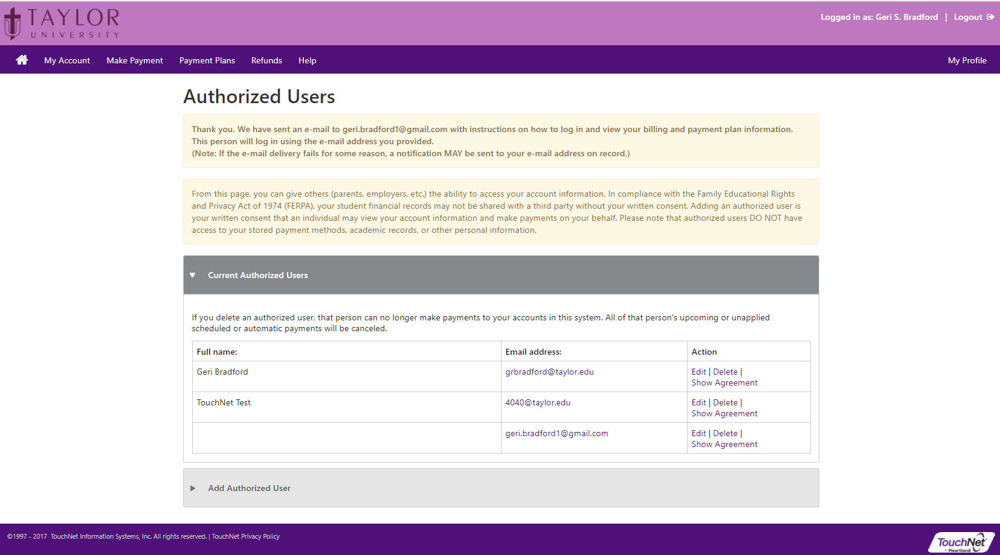 TAYLOR
UNIVERSITY
Logged in as: Geri S. Bradford | Logout
My Account Make Payment Payment Plans Refunds Help My Profile
Authorized Users
Thank you. We have sent an e-mail to geri.bradford1@gmail.com with instructions on how to log in and view your billing and payment plan information.
This person will log in using the e-mail address you provided.
(Note: If the e-mail delivery fails for some reason, a notification MAY be sent to your e-mail address on record.)
From this page, you can give others (parents, employers, etc.) the ability to access your account information. In compliance with the Family Educational Rights
and Privacy Act of 1974 (FERPA), your student financial records may not be shared with a third party without your written consent. Adding an authorized user is
your written consent that an individual may view your account information and make payments on your behalf. Please note that authorized users DO NOT have
access to your stored payment methods, academic records, or other personal information.
Current Authorized Users
If you delete an authorized user, that person can no longer make payments to your accounts in this system. All of that person's upcoming or unapplied
scheduled or automatic payments will be canceled.
Full name: Email address: Action
Geri Bradford grbradford@taylor.edu Edit | Delete |
Show Agreement
TouchNet Test 4040@taylor.edu Edit | Delete |
Show Agreement
geri.bradford1@gmail.com Edit | Delete |
Show Agreement
Add Authorized User
©1997 - 2017 TouchNet Information Systems, Inc. All rights reserved. | TouchNet Privacy Policy
TouchNet®
Heartland